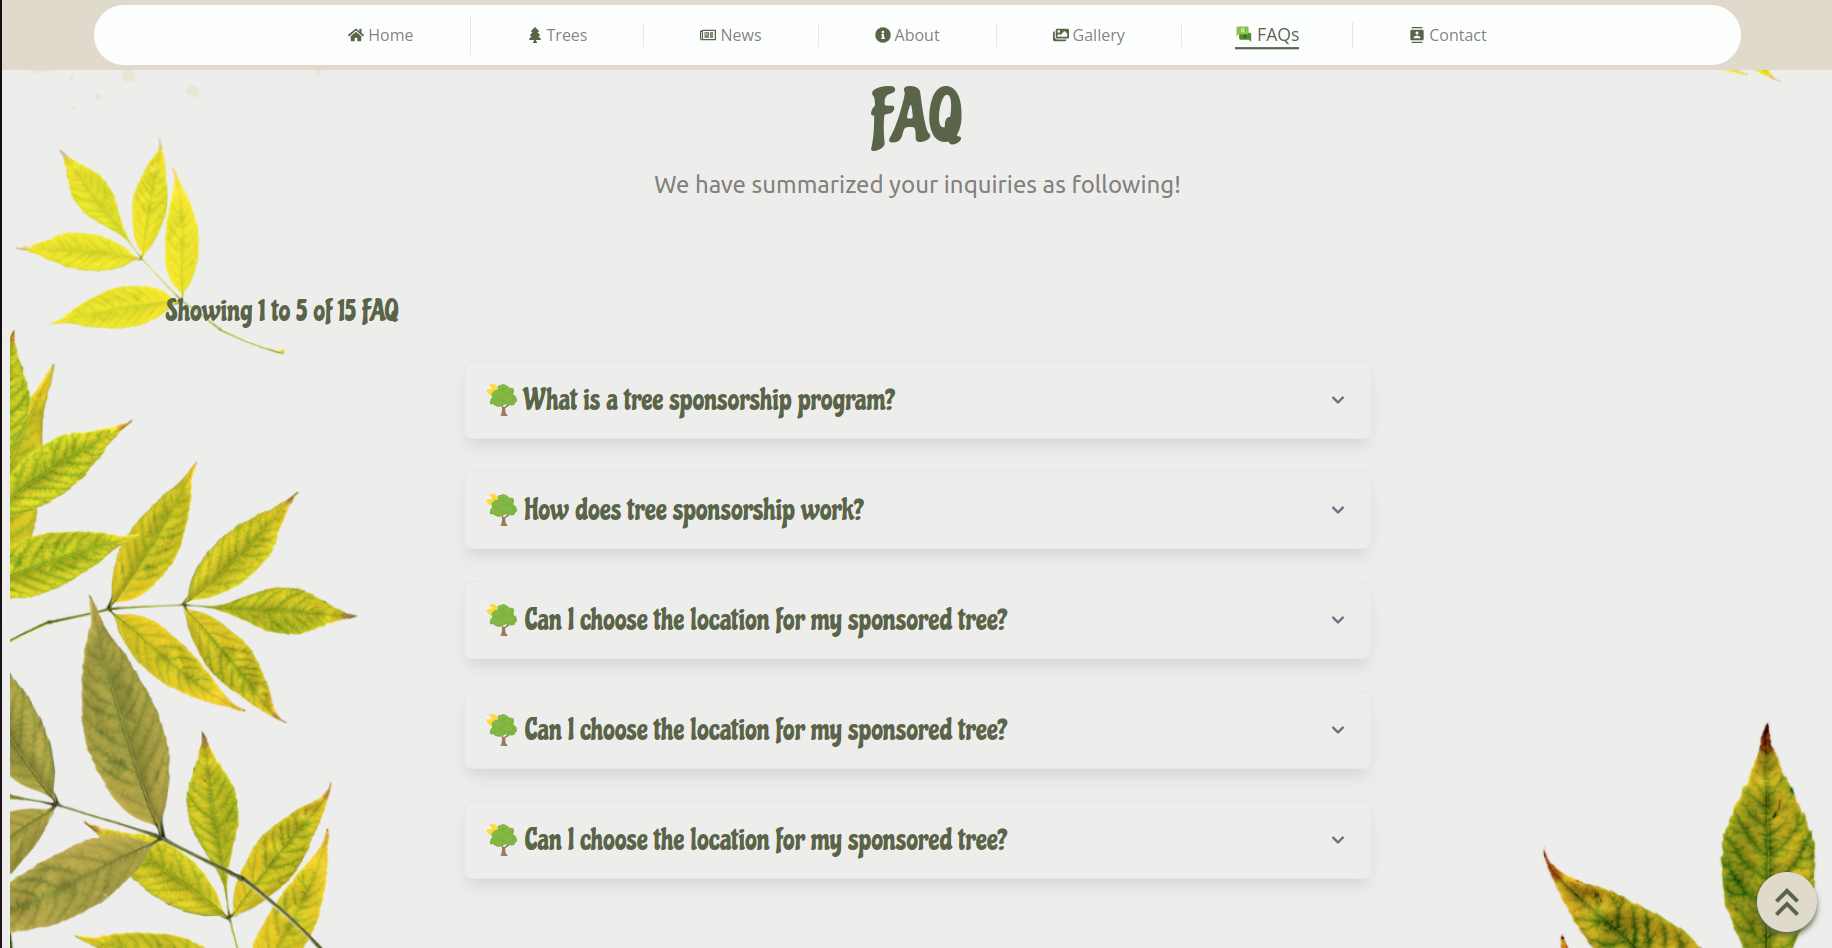 Home Trees News About Gallery FAQs Contact
FAQ
We have summarized your inquiries as following!
Showing 1 to 5 of 15 FAQ
What is a tree sponsorship program?
How does tree sponsorship work?
Can I choose the location for my sponsored tree?
Can I choose the location for my sponsored tree?
Can I choose the location for my sponsored tree?